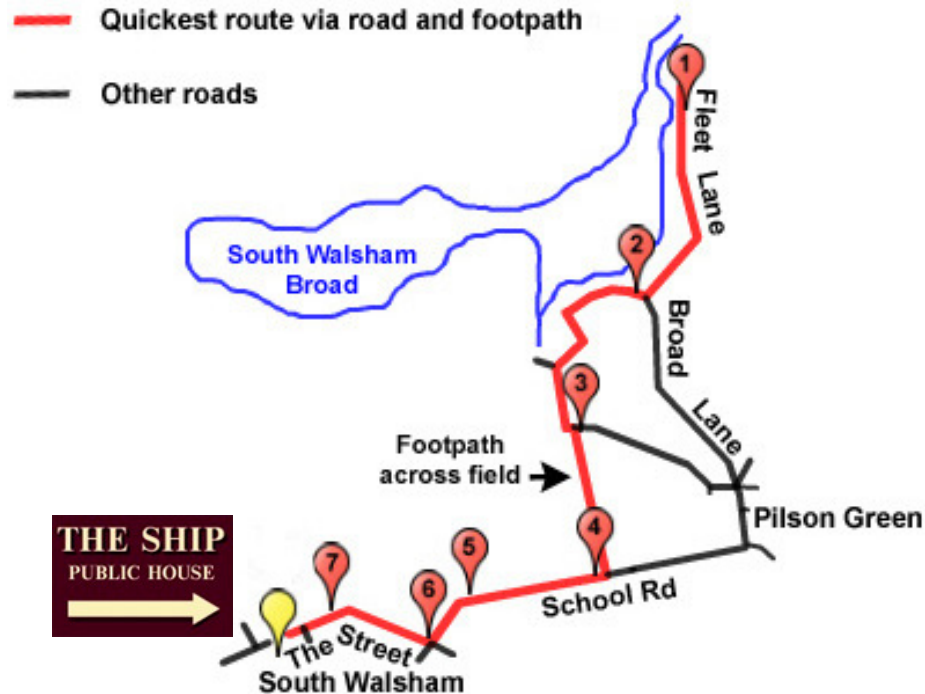 Quickest route via road and footpath
Other roads
1
Fleet Lane
2
South Walsham
Broad
Broad Lane
3
Footpath
across field
4
Pilson Green
THE SHIP
PUBLIC HOUSE
7
5
6
School Rd
The Street
South Walsham